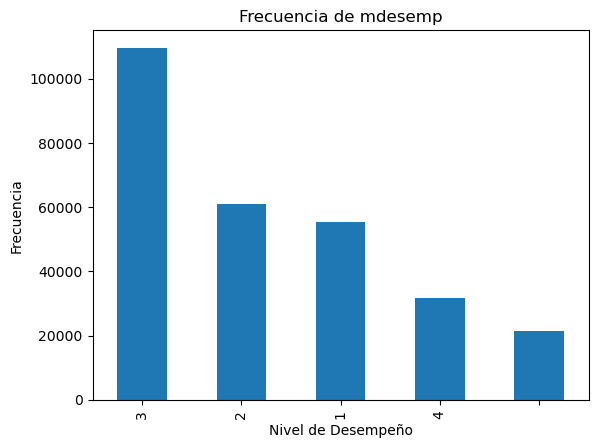 Frecuencia de mdesemp
Frecuencia
100000
80000
60000
40000
20000
0
3 2 1 4
Nivel de Desempeño